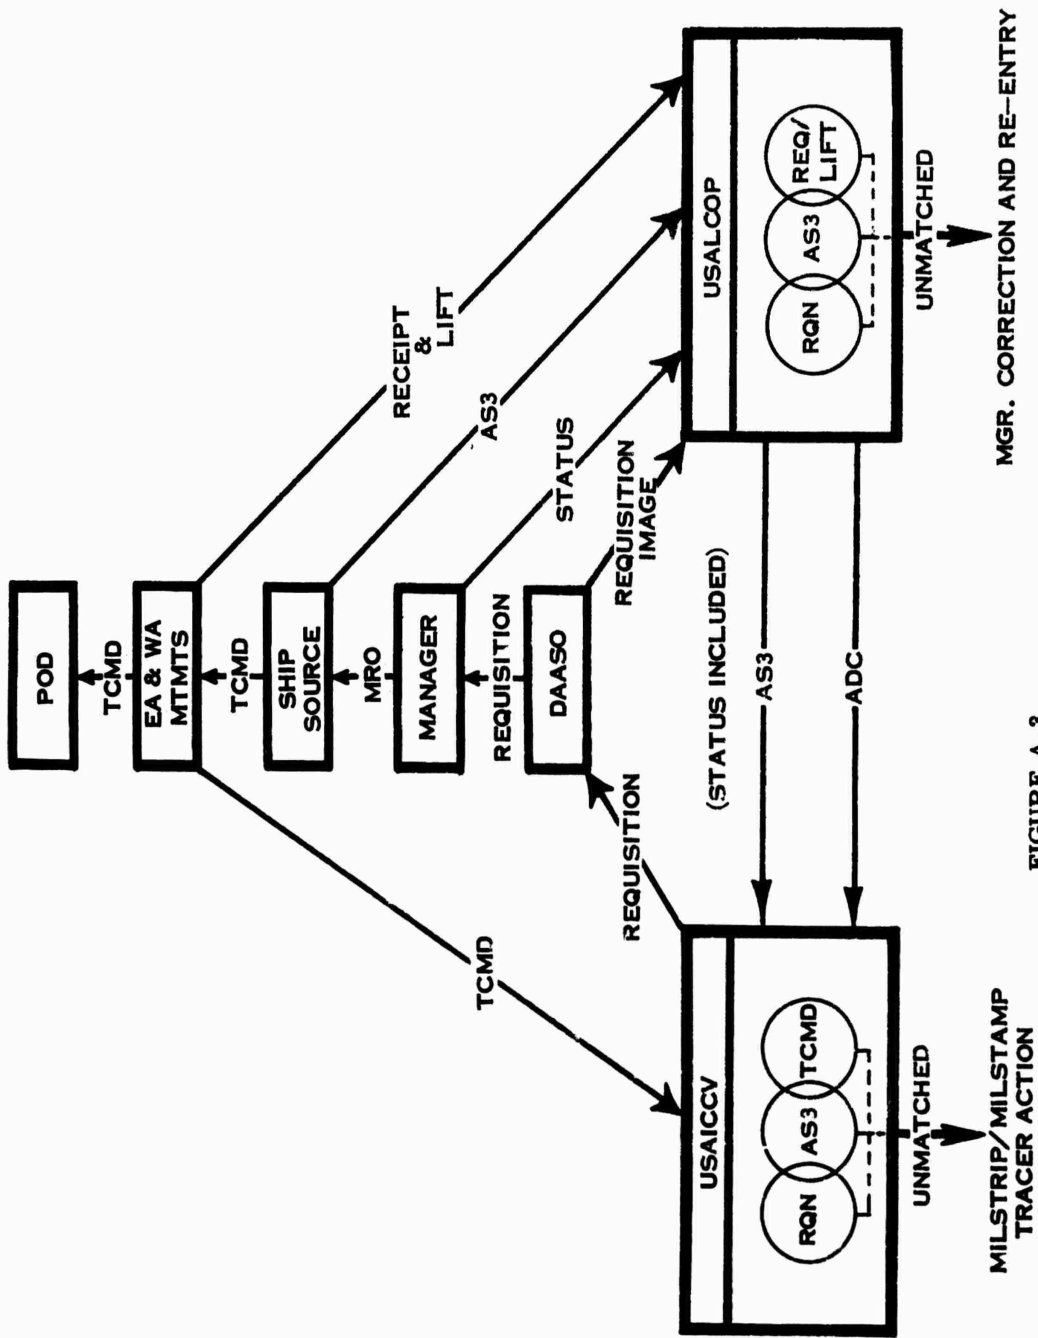 POD
TCMD
EA & WA
MTMTS
TCMD
SHIP
SOURCE
MRO
MANAGER
REQUISITION
DAASO
RECEIPT
&
LIFT
AS3
STATUS
REQUISITION
IMAGE
REQUISITION
TCMD
(STATUS INCLUDED)
AS3
ADC
USAICCV
RQN
AS3
TCMD
UNMATCHED
MILSTRIP/MILSTAMP
TRACER ACTION
USALCOP
RQN
AS3
REQ/
LIFT
UNMATCHED
MGR. CORRECTION AND RE-ENTRY
FIGURE A-3